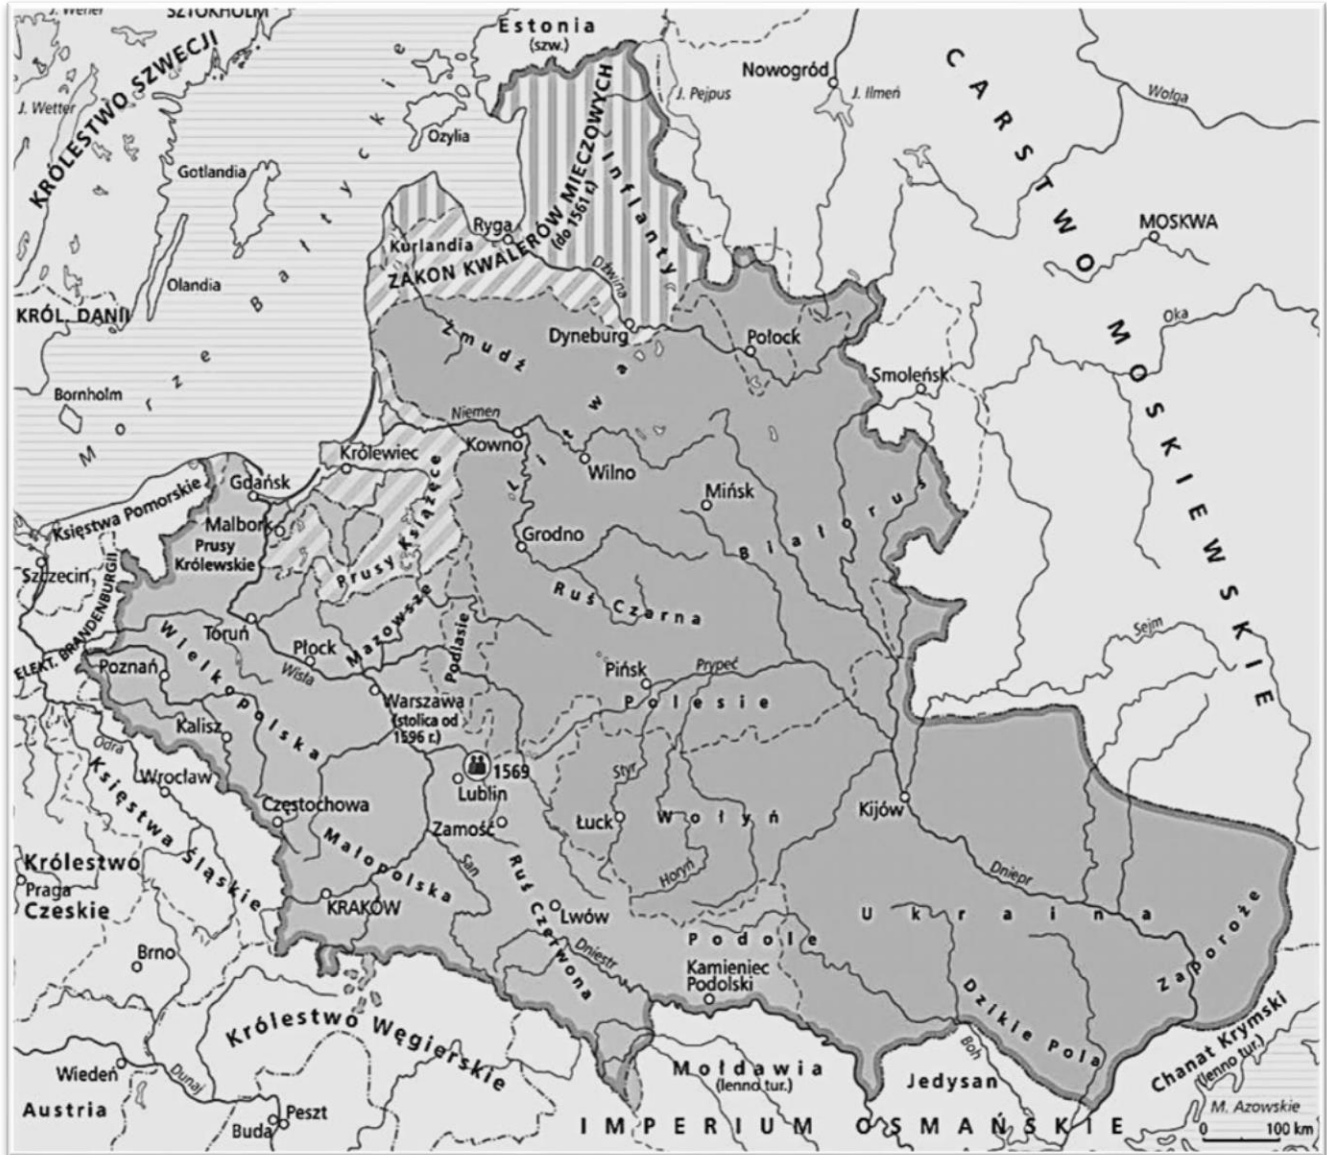 J. Wener
SZTOKHOLM
KRÓLESTWO SZWECJI
J. Wetter
Gotlandia
Olandia
KRÓL. DANII
Bornholm
Morze Bałtyckie
Estonia
(szw.)
Ozylia
Nowogród
J. Pejpus
J. Ilmeń
Wołga
CARSTWO MOSKIEWSKIE
MOSKWA
Oka
ZAKON KWALERÓW MIECZOWYCH
(do 1561 r.)
Inflanty
Ryga
Kurlandia
Dźwina
Żmudź
Dyneburg
Połock
Smoleńsk
Litwa
Niemen
Kowno
Wilno
Królewiec
Gdańsk
Księstwa Pomorskie
Malbork
Prusy
Królewskie
Prusy Książęce
Mińsk
Białoruś
Grodno
Szczecin
ELEKT. BRANDENBURGII
Ruś Czarna
Toruń
Płock
Mazowsze
Podlasie
Wielkopolska
Poznań
Wisła
Warszawa
(stolica od
1596 r.)
Pińsk
Prypeć
Polesie
Sejm
Kalisz
Odra
Wrocław
Księstwa Śląskie
Częstochowa
1569
Lublin
Zamość
Styr
Łuck
Wołyń
Horyń
Kijów
Małopolska
San
Królestwo
Praga
Czeskie
KRAKÓW
Ruś Czerwona
Lwów
Dniestr
Dniepr
Ukraina
Podole
Kamieniec
Podolski
Zaporoże
Dzikie Pola
Brno
Królestwo Węgierskie
Wiedeń
Dunaj
Austria
Peszt
Buda
Mołdawia
(lenno tur.)
Boh
Jedysan
Chanat Krymski
(lenno tur.)
M. Azowskie
IMPERIUM OSMAŃSKIE
0 100 km